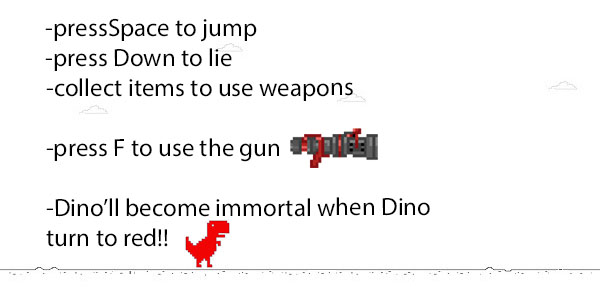 -pressSpace to jump
-press Down to lie
-collect items to use weapons
-press F to use the gun
-Dino'll become immortal when Dino
turn to red!!